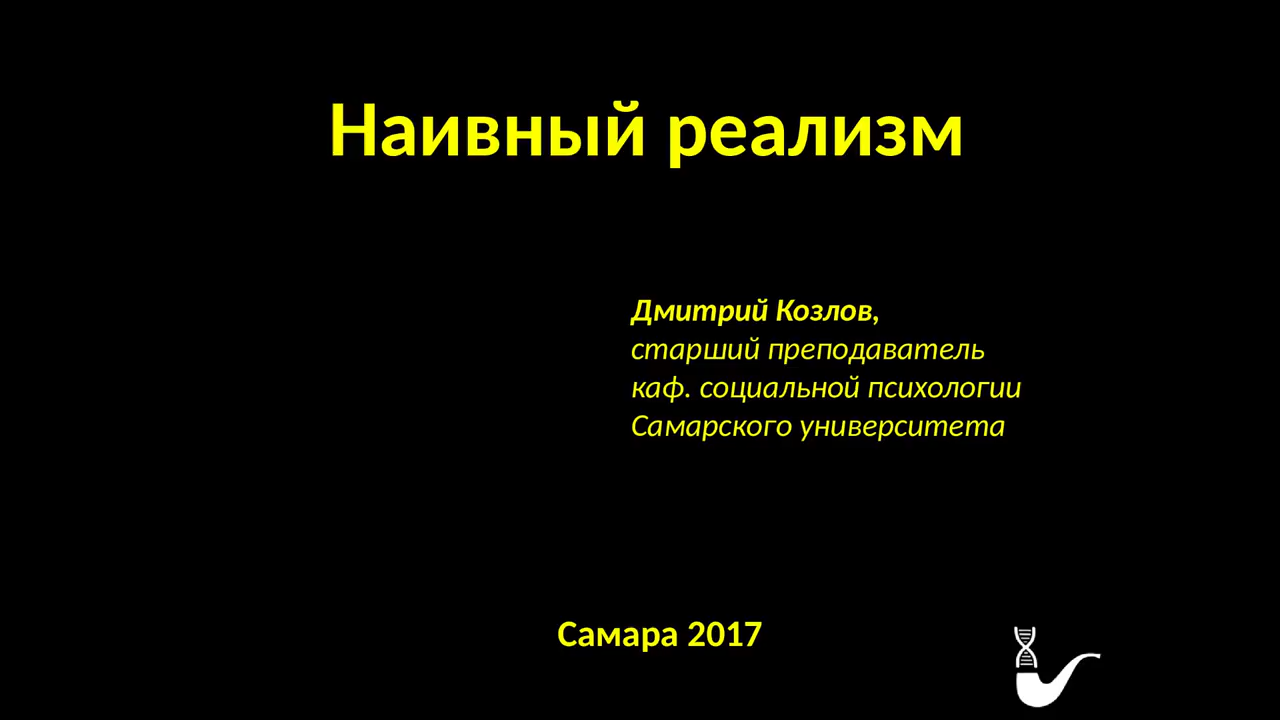 Наивный реализм
Дмитрий Козлов,
старший преподаватель
каф. социальной психологии
Самарского университета
Самара 2017